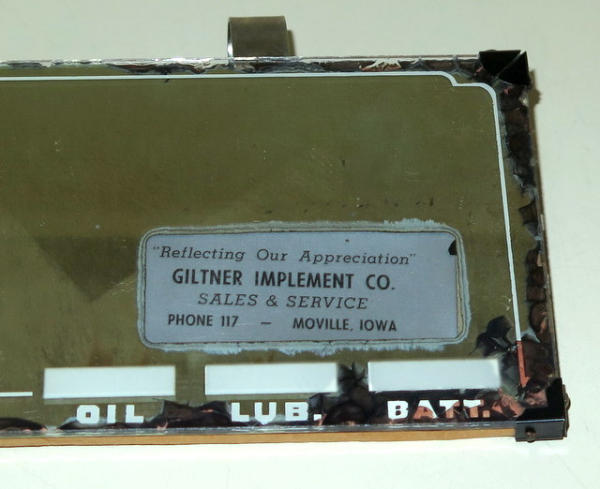 "Reflecting Our Appreciation"
GILTNER IMPLEMENT CO.
SALES & SERVICE
PHONE 117 — MOVILLE, IOWA
OIL LUB. BATT.